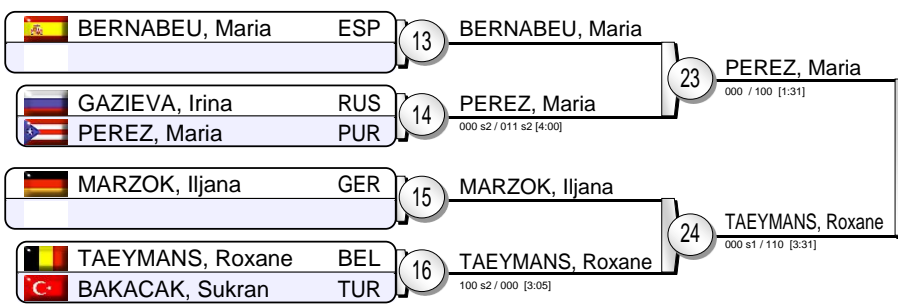 BERNABEU, Maria ESP
13
BERNABEU, Maria
GAZIEVA, Irina RUS
PEREZ, Maria PUR
14
PEREZ, Maria
000 s2 / 011 s2 [4:00]
23
PEREZ, Maria
000 / 100 [1:31]
MARZOK, Iljana GER
15
MARZOK, Iljana
TAEYMANS, Roxane BEL
BAKACAK, Sukran TUR
16
TAEYMANS, Roxane
100 s2 / 000 [3:05]
24
TAEYMANS, Roxane
000 s1 / 110 [3:31]